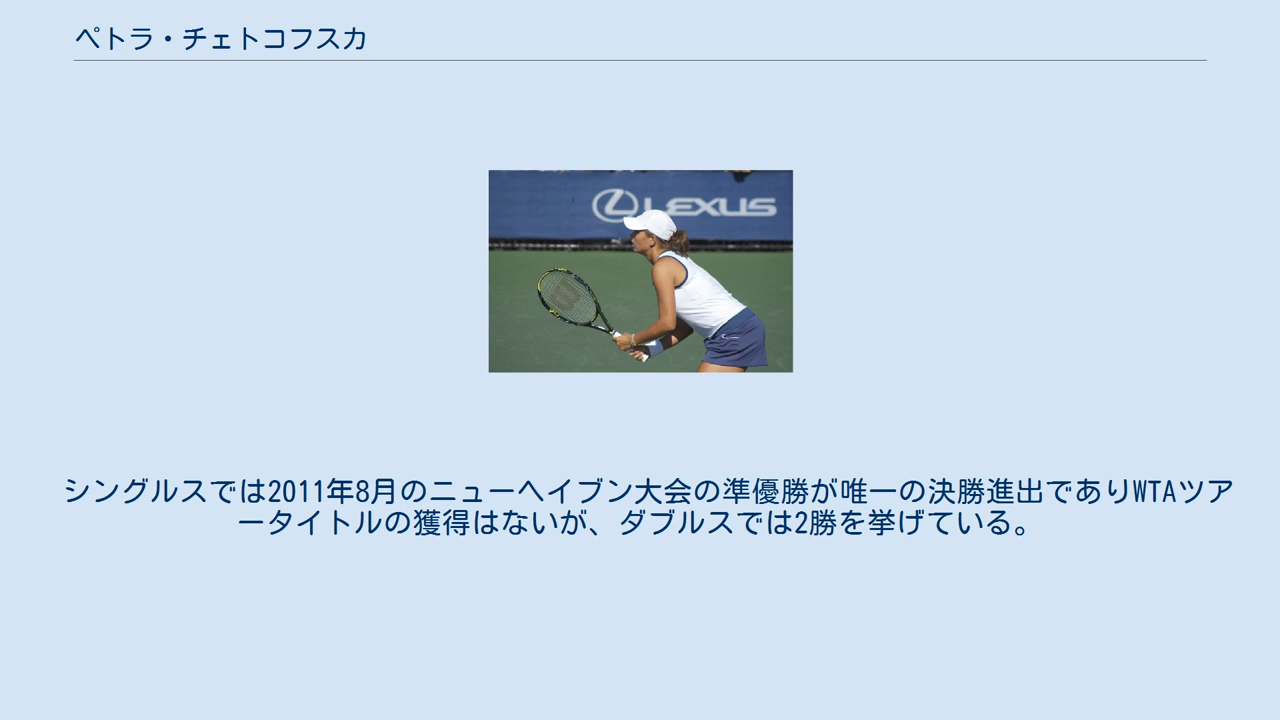 ペトラ・チェトコフスカ
LEXUS
シングルスでは2011年8月のニューヘイブン大会の準優勝が唯一の決勝進出でありWTAツア
ータイトルの獲得はないが、ダブルスでは2勝を挙げている。